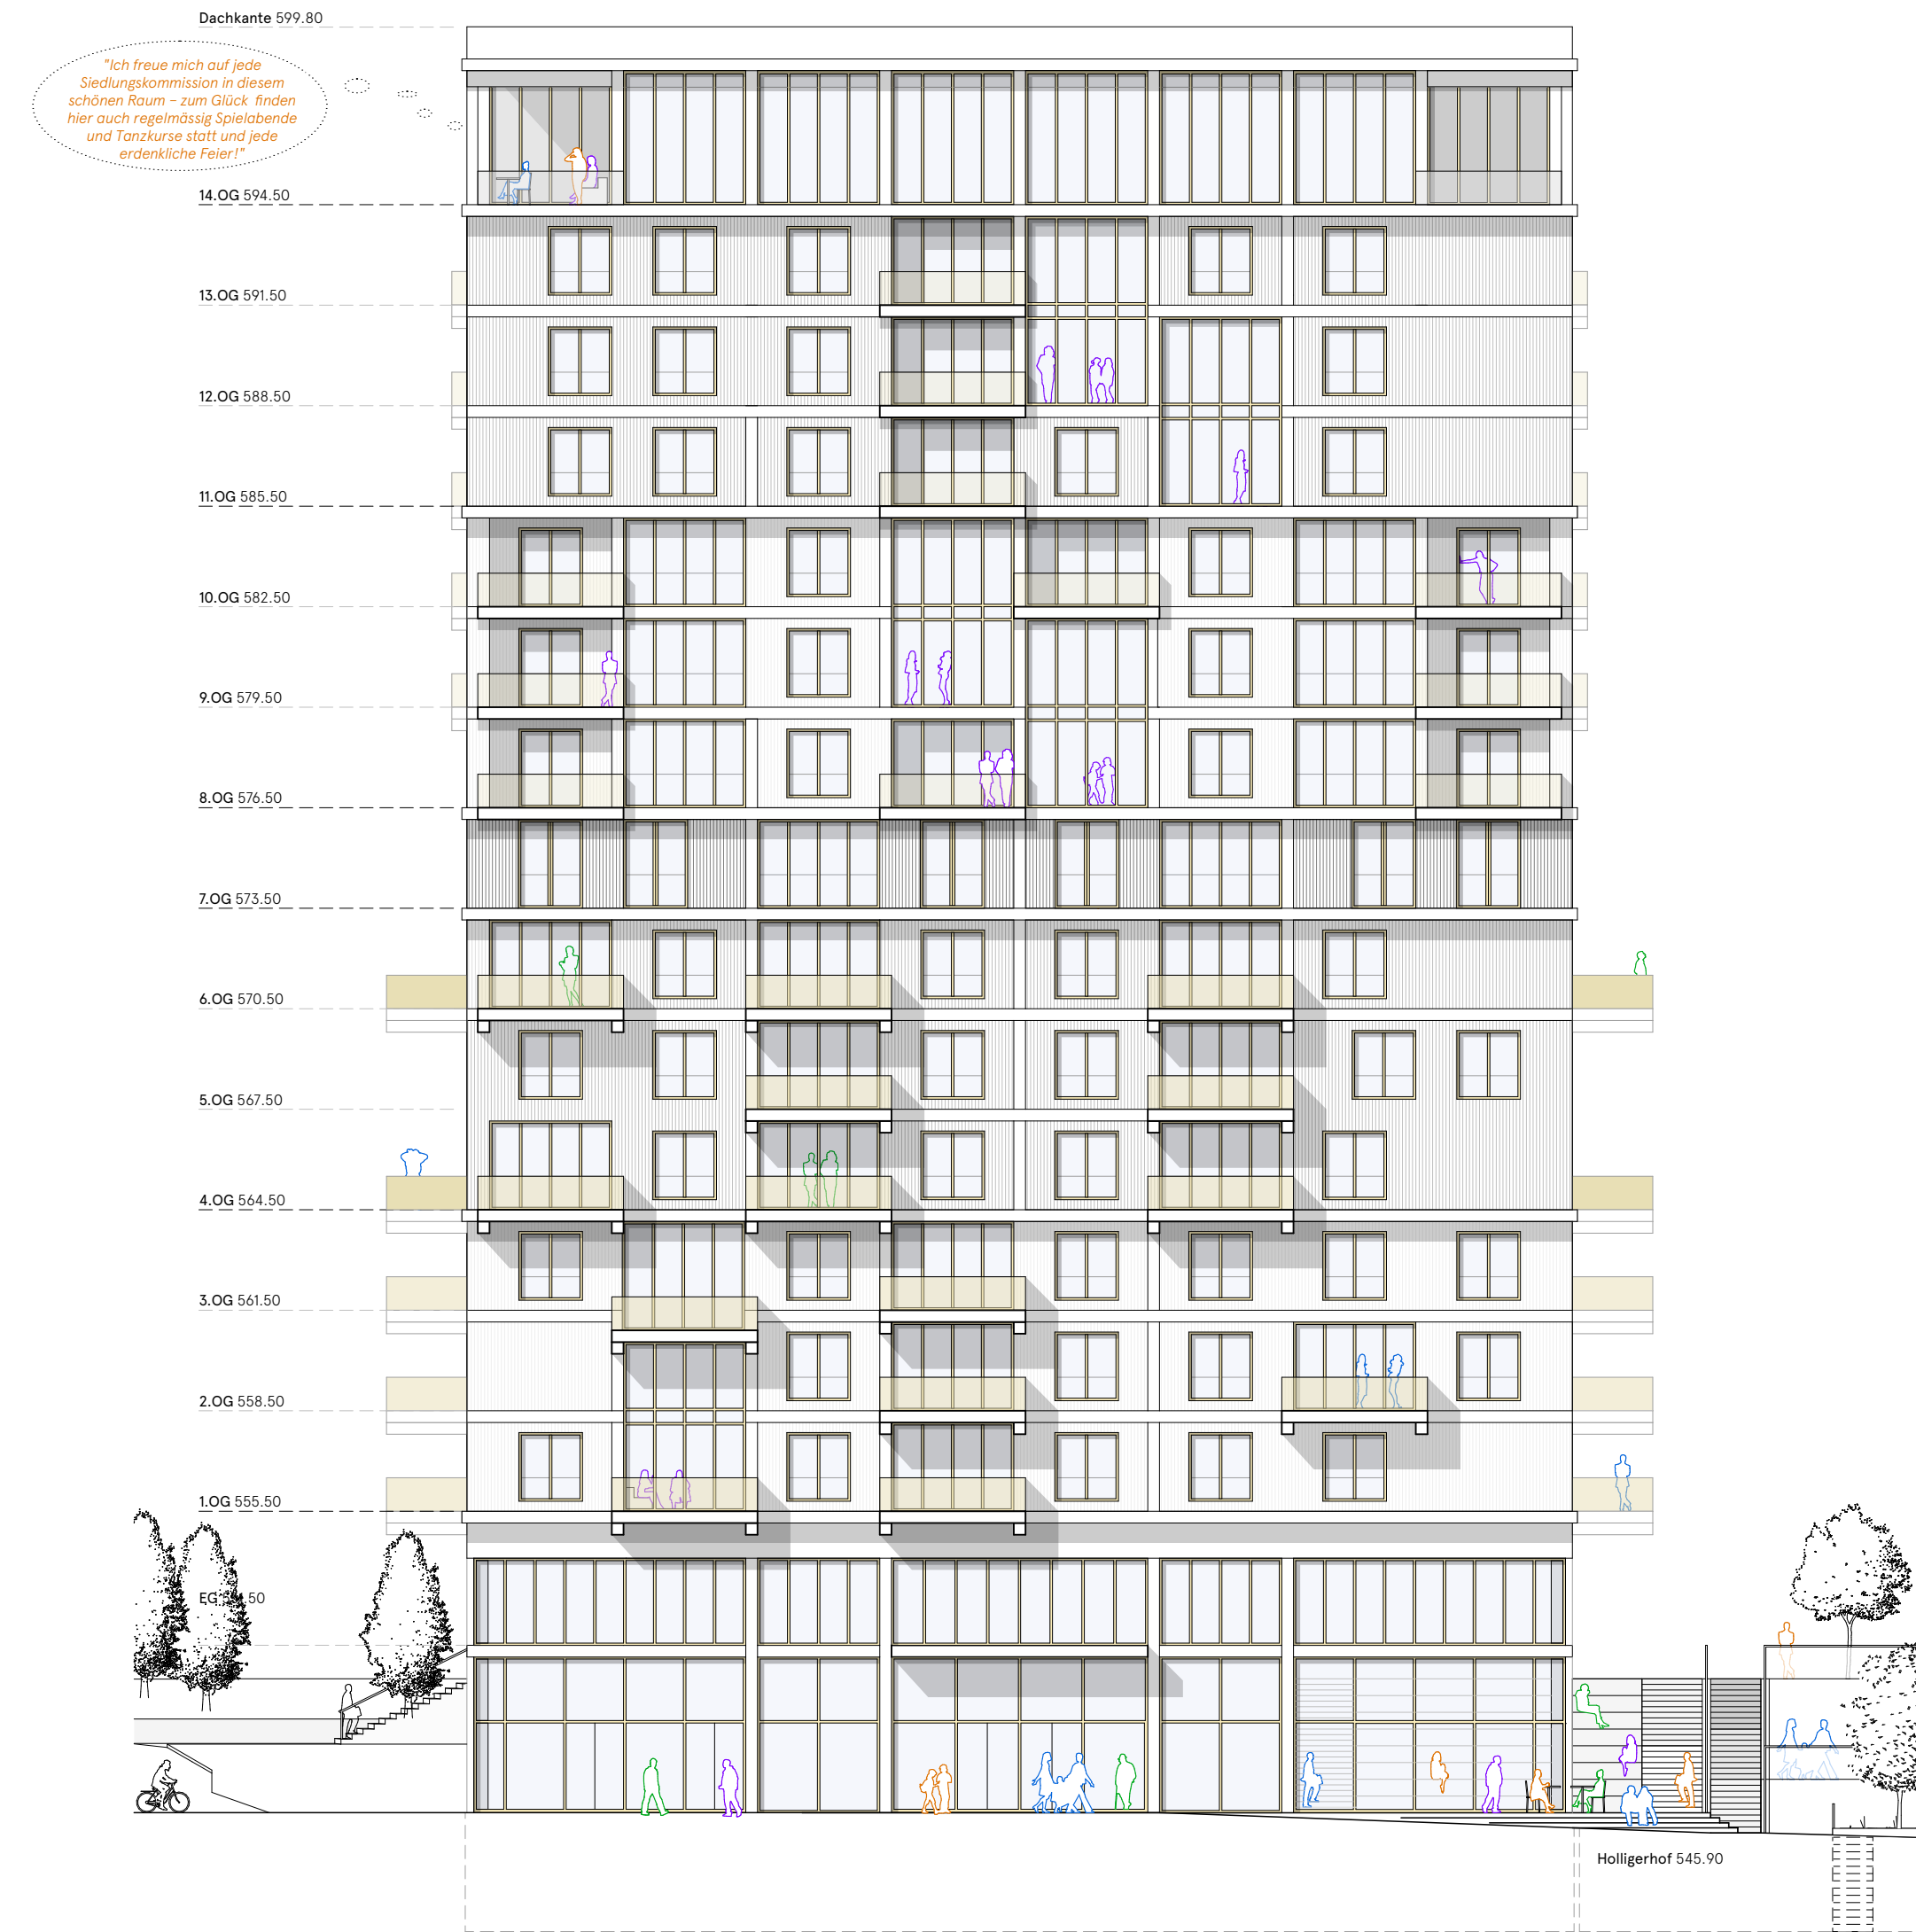 Dachkante 599.80
"Ich freue mich auf jede
Siedlungskommission in diesem
schönen Raum – zum Glück finden
hier auch regelmässig Spielabende
und Tanzkurse statt und jede
erdenkliche Feier!"
14.OG 594.50
13.OG 591.50
12.OG 588.50
11.OG 585.50
10.OG 582.50
9.OG 579.50
8.OG 576.50
7.OG 573.50
6.OG 570.50
5.OG 567.50
4.OG 564.50
3.OG 561.50
2.OG 558.50
1.OG 555.50
EG
Holligerhof 545.90